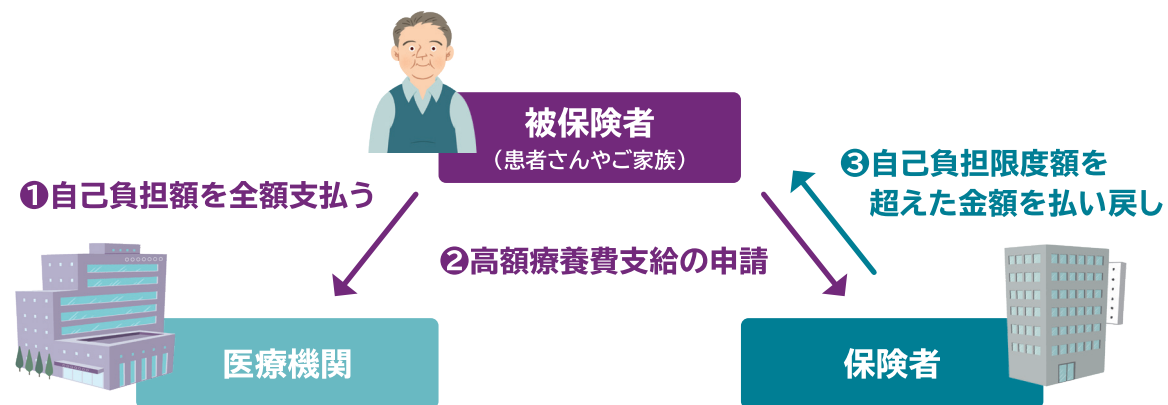 被保険者
（患者さんやご家族）
❶自己負担額を全額支払う
❷高額療養費支給の申請
❸自己負担限度額を
超えた金額を払い戻し
医療機関
保険者